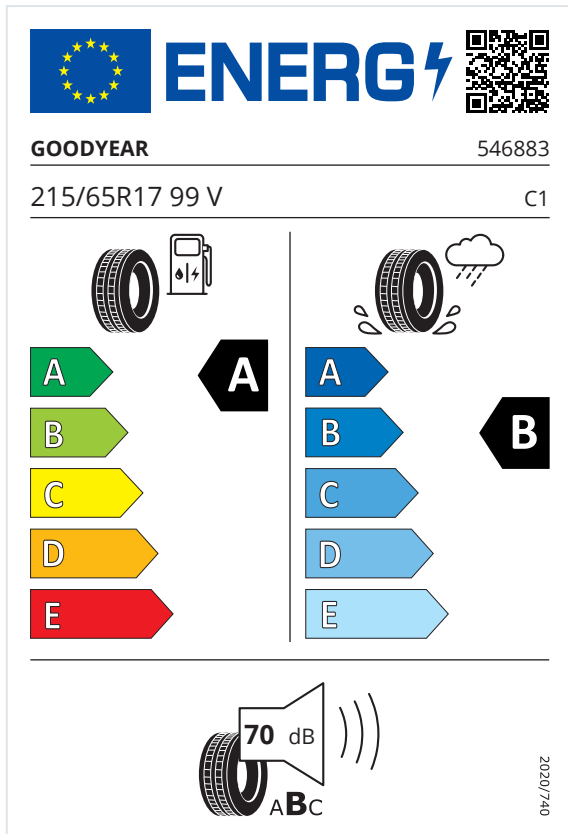 ENERG
GOODYEAR 546883
215/65R17 99 V C1
A A A
B B B
C C
D D
E E
70 dB
ABC
2020/740